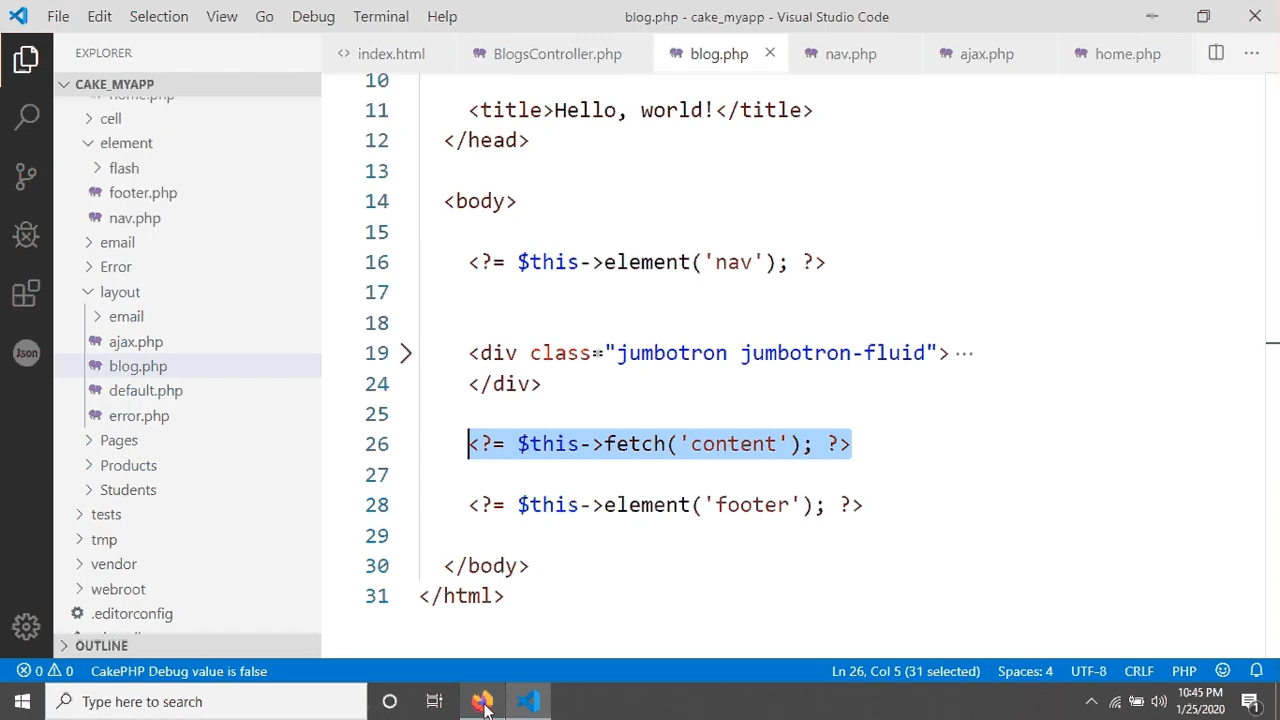 File Edit Selection View Go Debug Terminal Help blog.php - cake_myapp - Visual Studio Code
EXPLORER
CAKE_MYAPP
home.php
cell
element
flash
footer.php
nav.php
email
Error
layout
email
ajax.php
blog.php
default.php
error.php
Pages
Products
Students
tests
tmp
vendor
webroot
.editorconfig
OUTLINE
index.html BlogsController.php blog.php nav.php ajax.php home.php
10
11 <title>Hello, world!</title>
12 </head>
13
14 <body>
15
16 <?= $this->element('nav'); ?>
17
18
19 <div class="jumbotron jumbotron-fluid"> ...
24 </div>
25
26 <?= $this->fetch('content'); ?>
27
28 <?= $this->element('footer'); ?>
29
30 </body>
31 </html>
Json
0 0 CakePHP Debug value is false Ln 26, Col 5 (31 selected) Spaces: 4 UTF-8 CRLF PHP
Type here to search
10:45 PM
1/25/2020
1